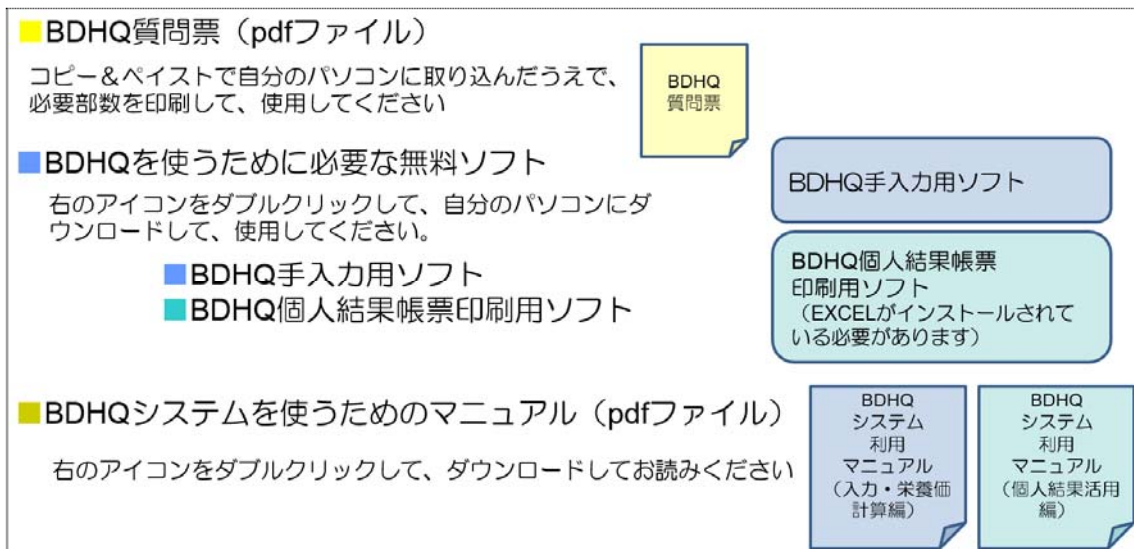 ■BDHQ質問票（pdfファイル）
コピー＆ペイストで自分のパソコンに取り込んだうえで、
必要部数を印刷して、使用してください
BDHQ
質問票
■BDHQを使うために必要な無料ソフト
右のアイコンをダブルクリックして、自分のパソコンにダ
ウンロードして、使用してください。
■BDHQ手入力用ソフト
■BDHQ個人結果帳票印刷用ソフト
BDHQ手入力用ソフト
BDHQ個人結果帳票
印刷用ソフト
（EXCELがインストールされて
いる必要があります）
■BDHQシステムを使うためのマニュアル（pdfファイル）
右のアイコンをダブルクリックして、ダウンロードしてお読みください
BDHQ
システム
利用
マニュアル
（入力・栄養価
計算編）
BDHQ
システム
利用
マニュアル
（個人結果活用
編）